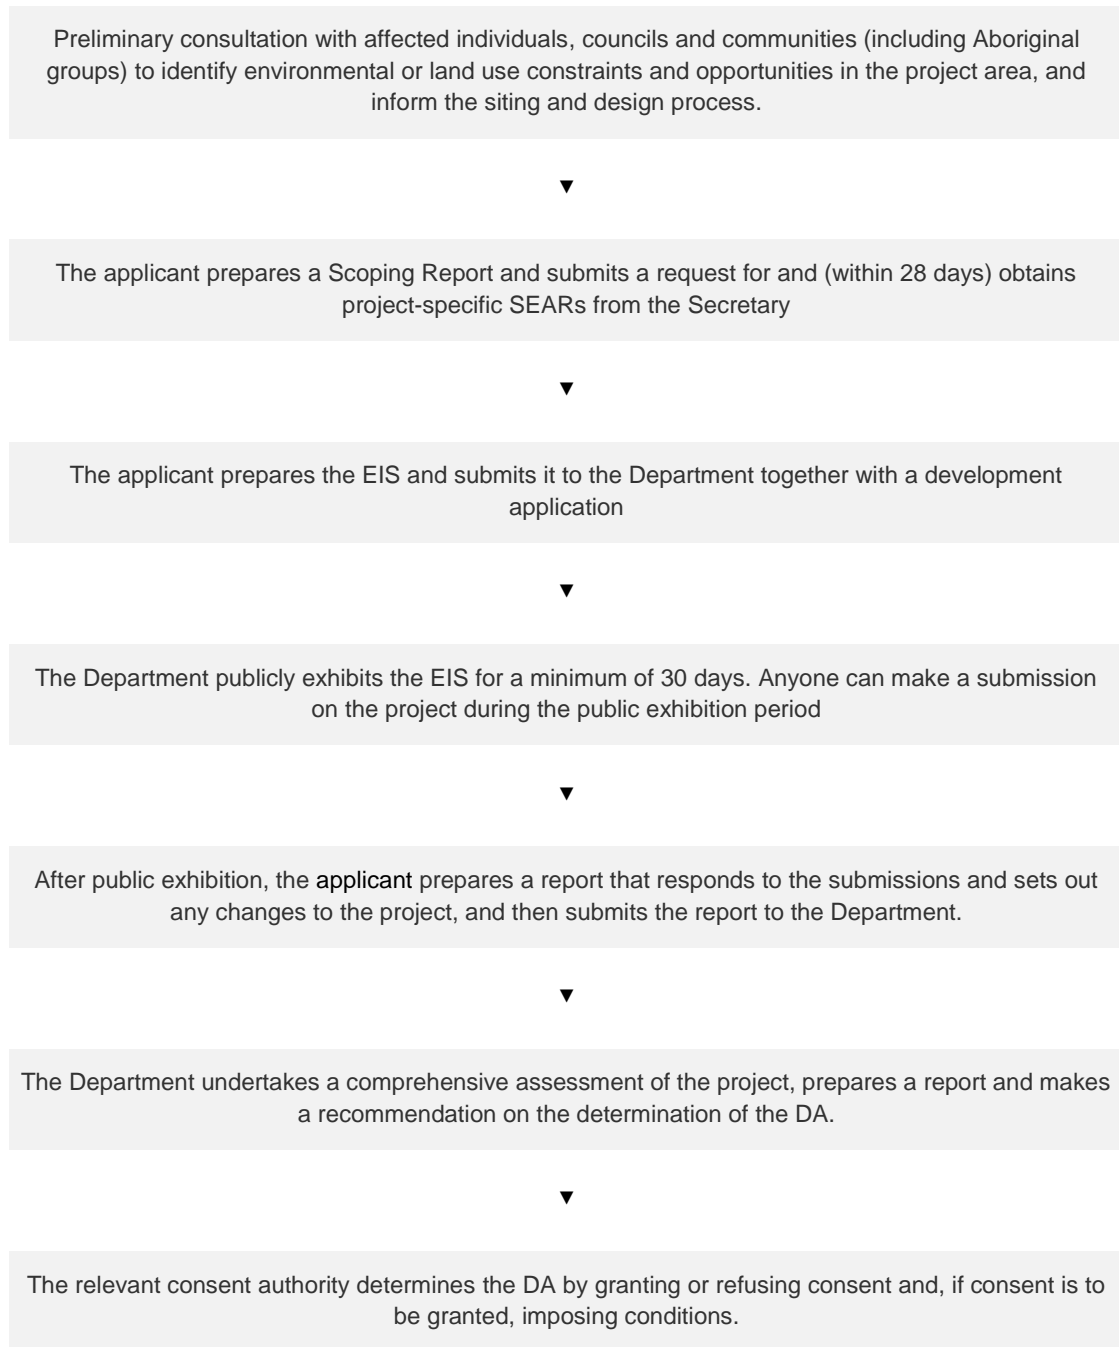 Preliminary consultation with affected individuals, councils and communities (including Aboriginal
groups) to identify environmental or land use constraints and opportunities in the project area, and
inform the siting and design process.
▼
The applicant prepares a Scoping Report and submits a request for and (within 28 days) obtains
project-specific SEARs from the Secretary
▼
The applicant prepares the EIS and submits it to the Department together with a development
application
▼
The Department publicly exhibits the EIS for a minimum of 30 days. Anyone can make a submission
on the project during the public exhibition period
▼
After public exhibition, the applicant prepares a report that responds to the submissions and sets out
any changes to the project, and then submits the report to the Department.
▼
The Department undertakes a comprehensive assessment of the project, prepares a report and makes
a recommendation on the determination of the DA.
▼
The relevant consent authority determines the DA by granting or refusing consent and, if consent is to
be granted, imposing conditions.